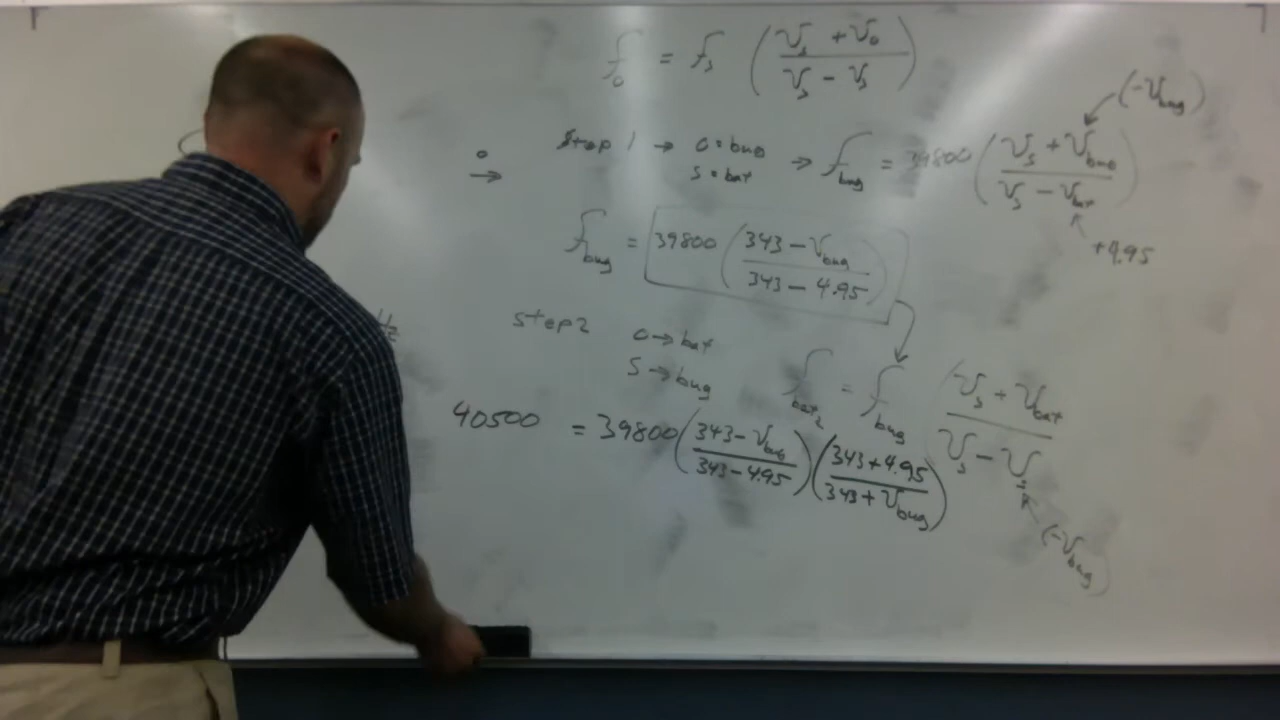 f_o = f_s ( (v_s + v_o) / (v_s - v_s) )
(-v_bug)
o →
step 1 → o = bug ⇒ f_bug = 39800 ( (v_s + v_bug) / (v_s - v_bat) )
s = bat
+4.95
f_bug = 39800 ( (343 - v_bug) / (343 - 4.95) )
step 2 o → bat
s → bug f_bat2 = f_bug (v_s + v_bat) / (v_s - v_s)
Hz
40500 = 39800 ( (343 - v_bug) / (343 - 4.95) ) ( (343 + 4.95) / (343 + v_bug) )
(-v_bug)